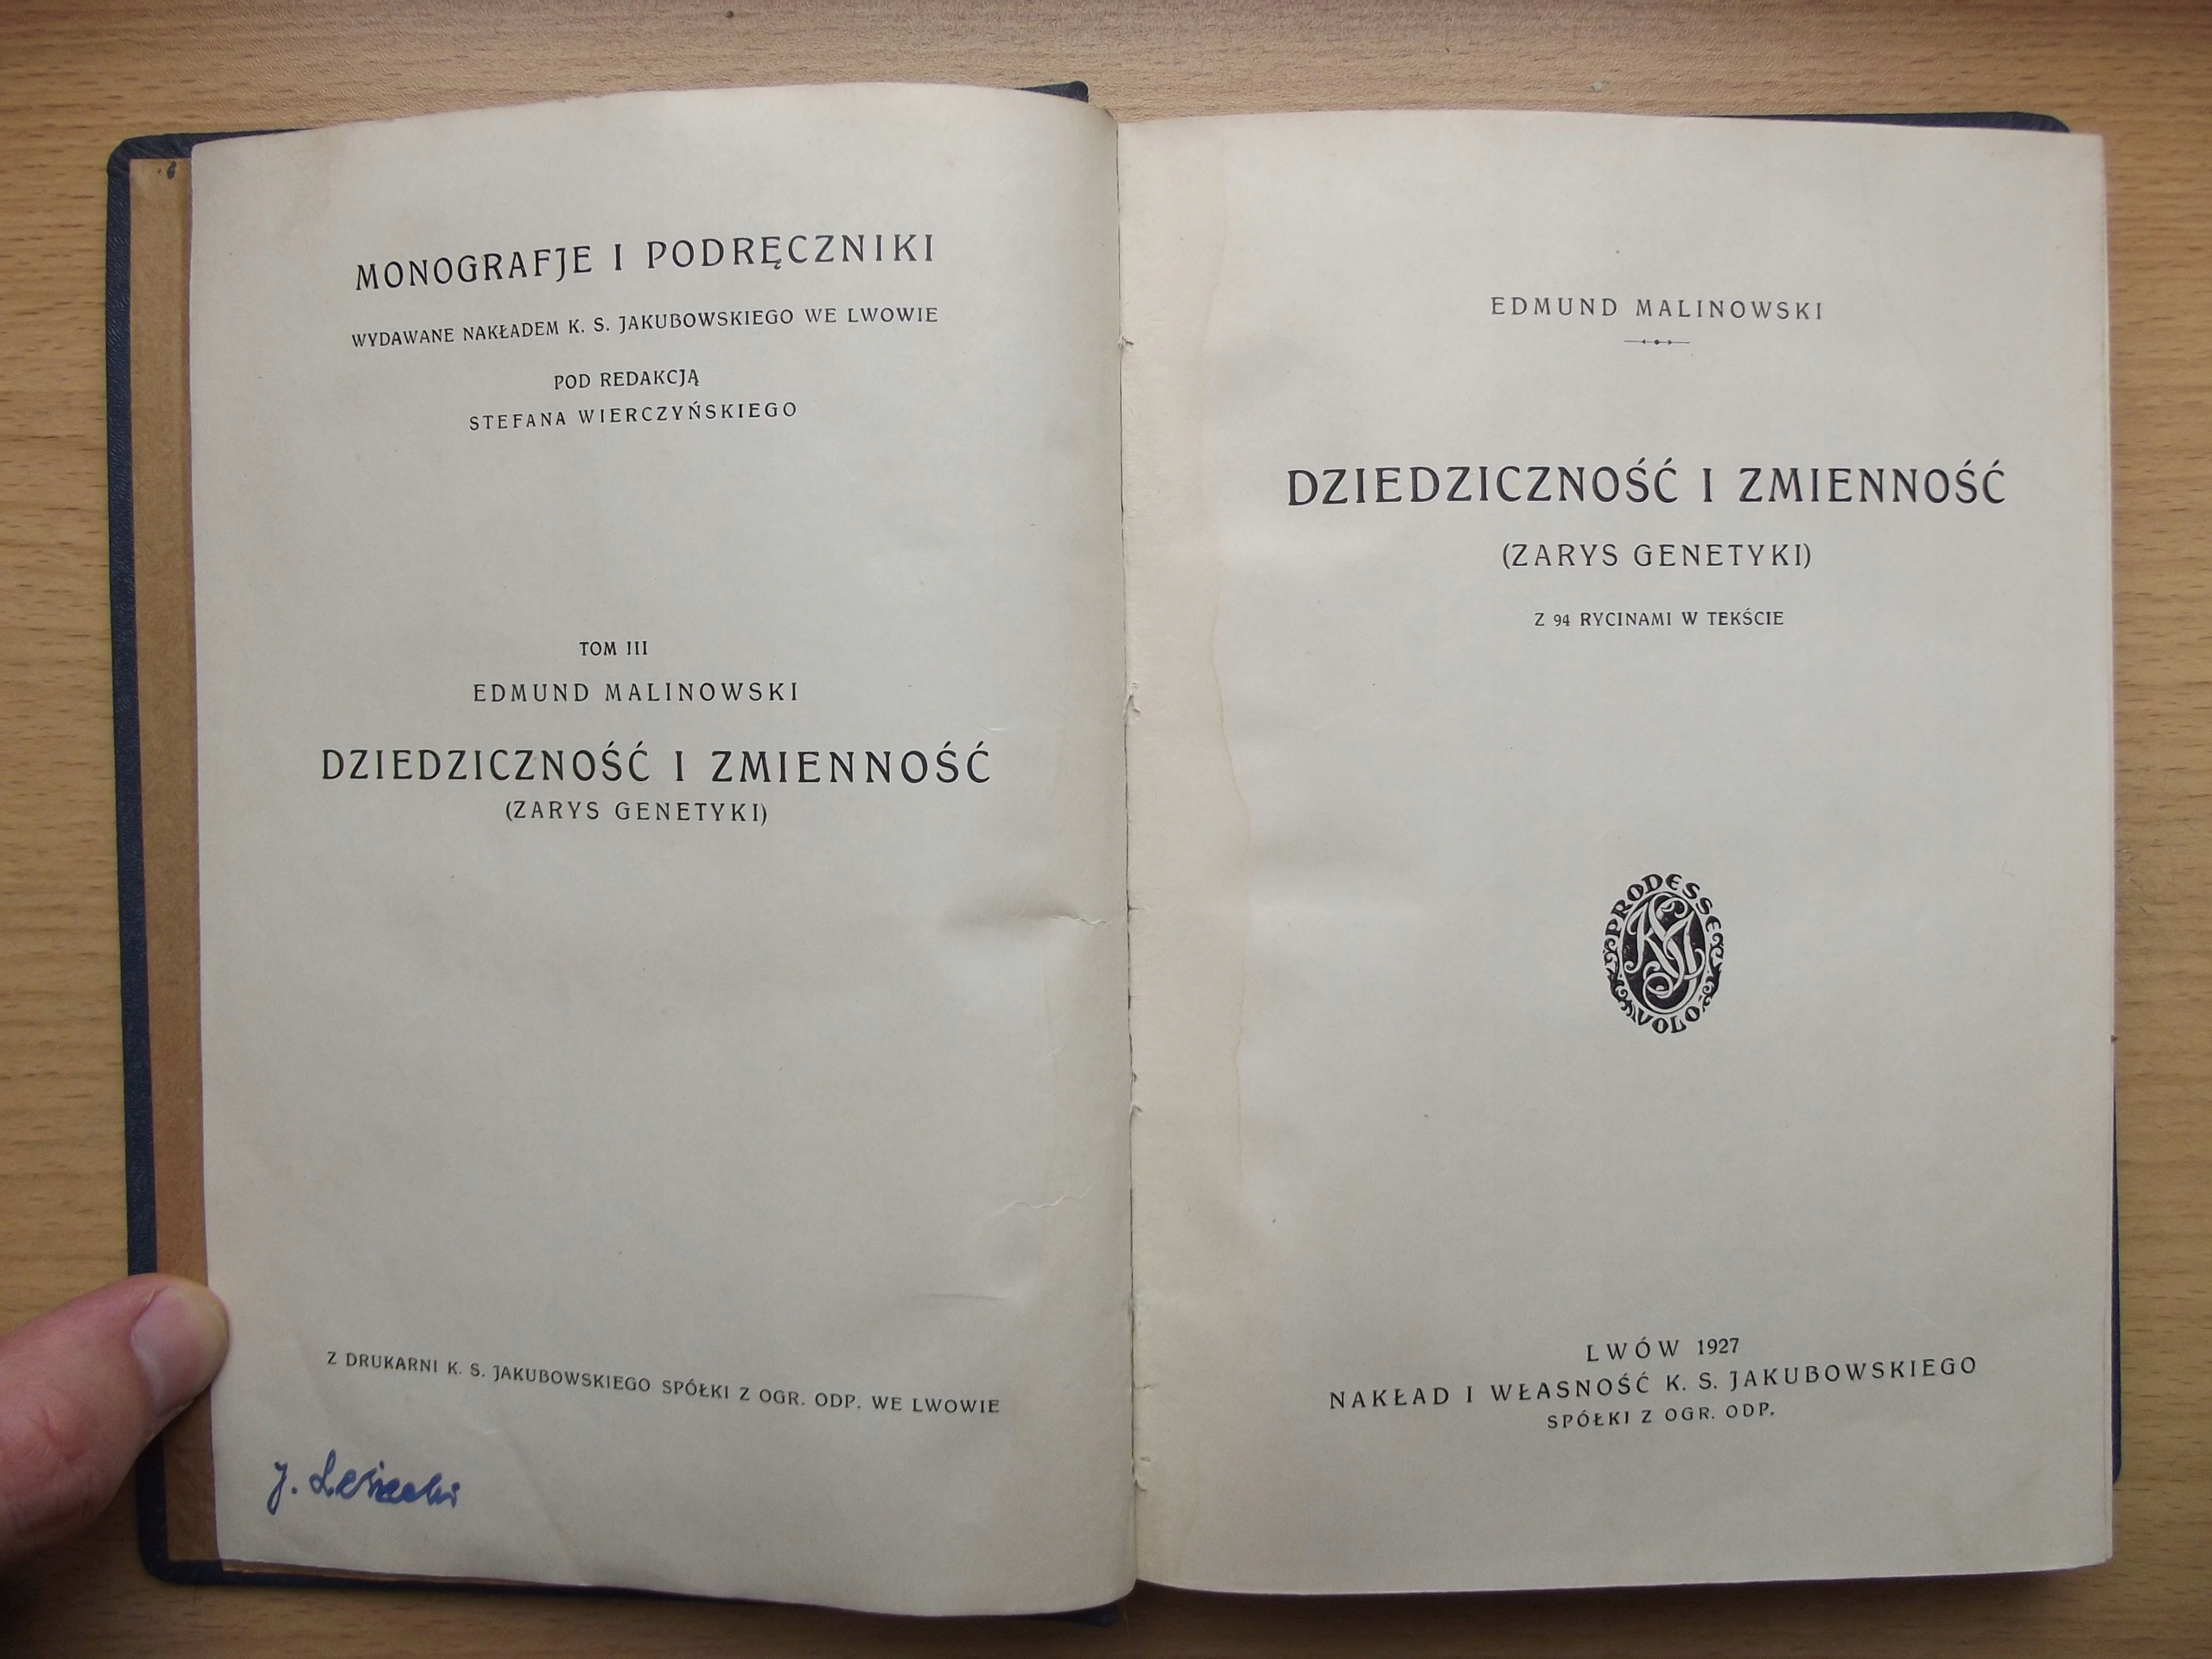 MONOGRAFJE I PODRĘCZNIKI
WYDAWANE NAKŁADEM K. S. JAKUBOWSKIEGO WE LWOWIE
POD REDAKCJĄ
STEFANA WIERCZYŃSKIEGO
TOM III
EDMUND MALINOWSKI
DZIEDZICZNOŚĆ I ZMIENNOŚĆ
(ZARYS GENETYKI)
Z DRUKARNI K. S. JAKUBOWSKIEGO SPÓŁKI Z OGR. ODP. WE LWOWIE
J.
EDMUND MALINOWSKI
DZIEDZICZNOŚĆ I ZMIENNOŚĆ
(ZARYS GENETYKI)
Z 94 RYCINAMI W TEKŚCIE
PRODESSE
KSJ
VOLO
LWÓW 1927
NAKŁAD I WŁASNOŚĆ K. S. JAKUBOWSKIEGO
SPÓŁKI Z OGR. ODP.